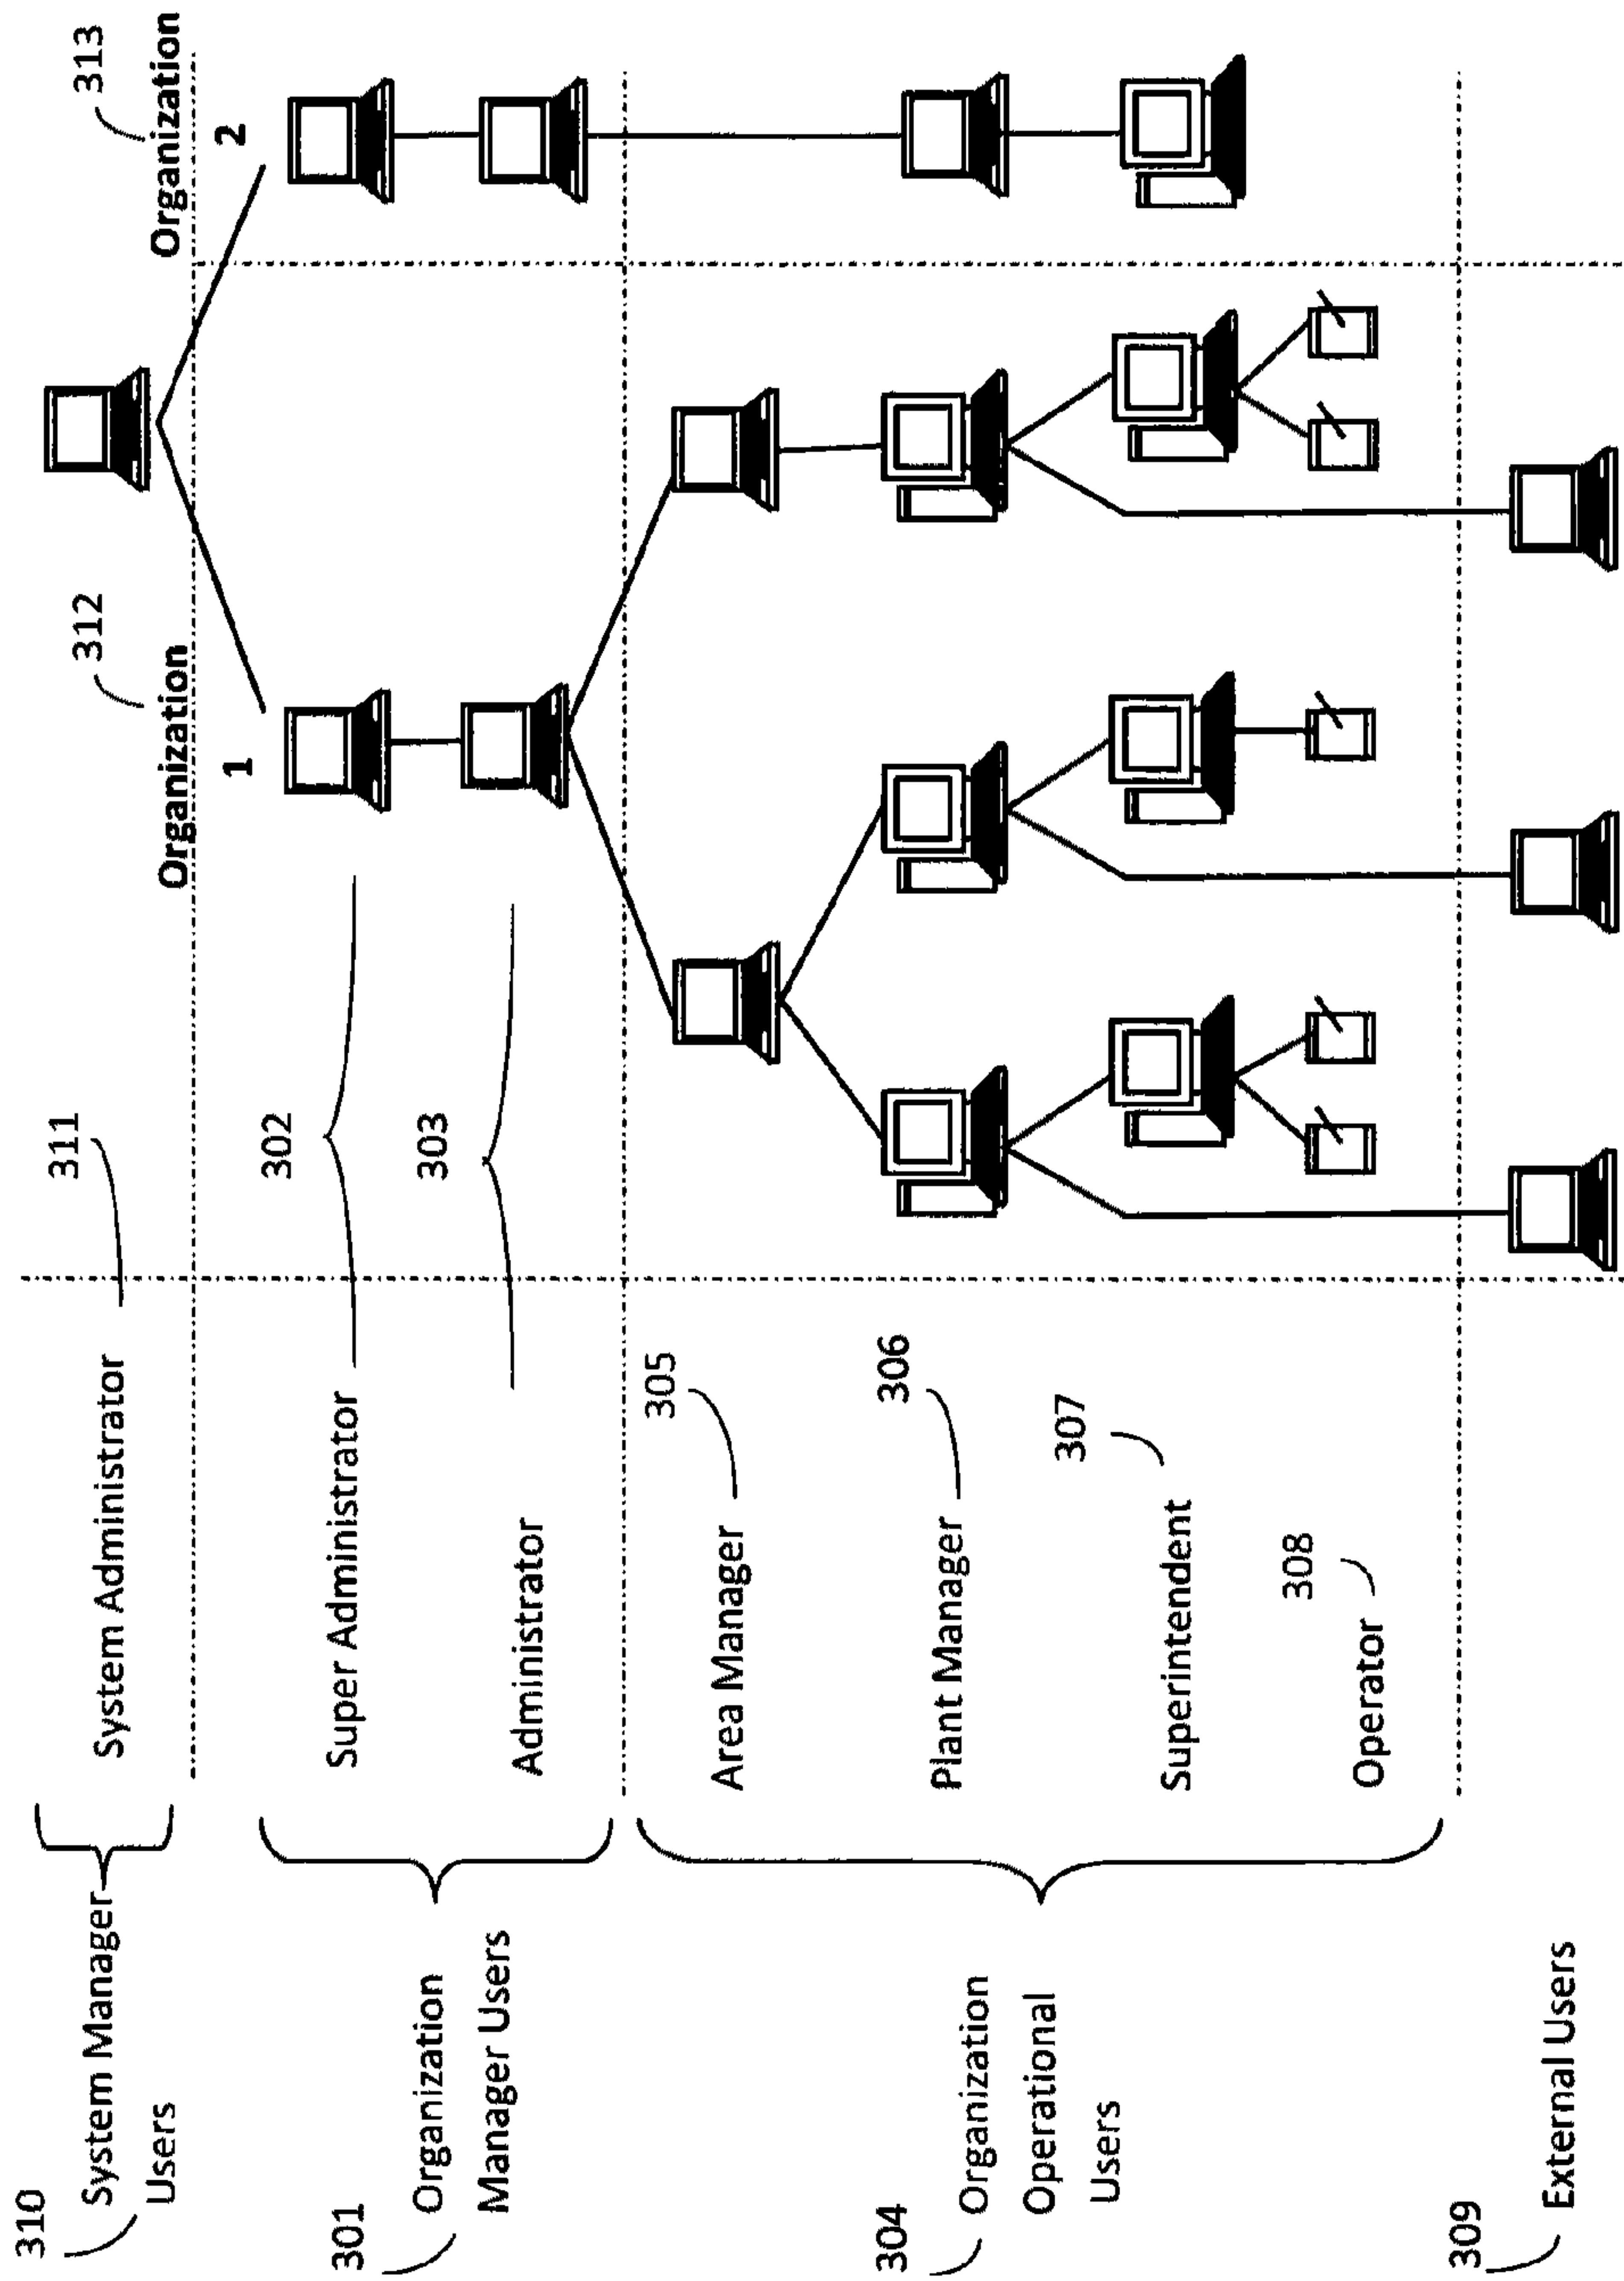 310
System Manager
Users
System Administrator
311
312
Organization
1
313
Organization
2
301
Organization
Manager Users
Super Administrator
302
Administrator
303
304
Organization
Operational
Users
Area Manager
305
Plant Manager
306
Superintendent
307
Operator
308
309
External Users